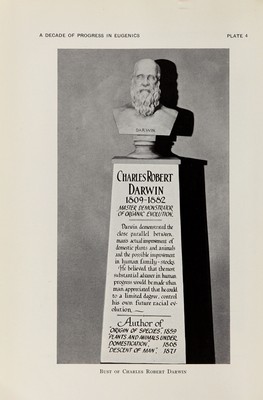 A DECADE OF PROGRESS IN EUGENICS
PLATE 4
DARWIN
CHARLES ROBERT
DARWIN
1809-1882
MASTER DEMONSTRATOR
OF ORGANIC EVOLUTION.
Darwin demonstrated the
close parallel between
man's actual improvement of
domestic plants and animals
and the possible improvement
in human family-stocks.
He believed that the most
substantial advance in human
progress would be made when
man appreciated that he could
to a limited degree, control
his own future racial ev-
olution.
Author of
"ORIGIN OF SPECIES", 1859
"PLANTS AND ANIMALS UNDER
DOMESTICATION", 1868
"DESCENT OF MAN", 1871
BUST OF CHARLES ROBERT DARWIN